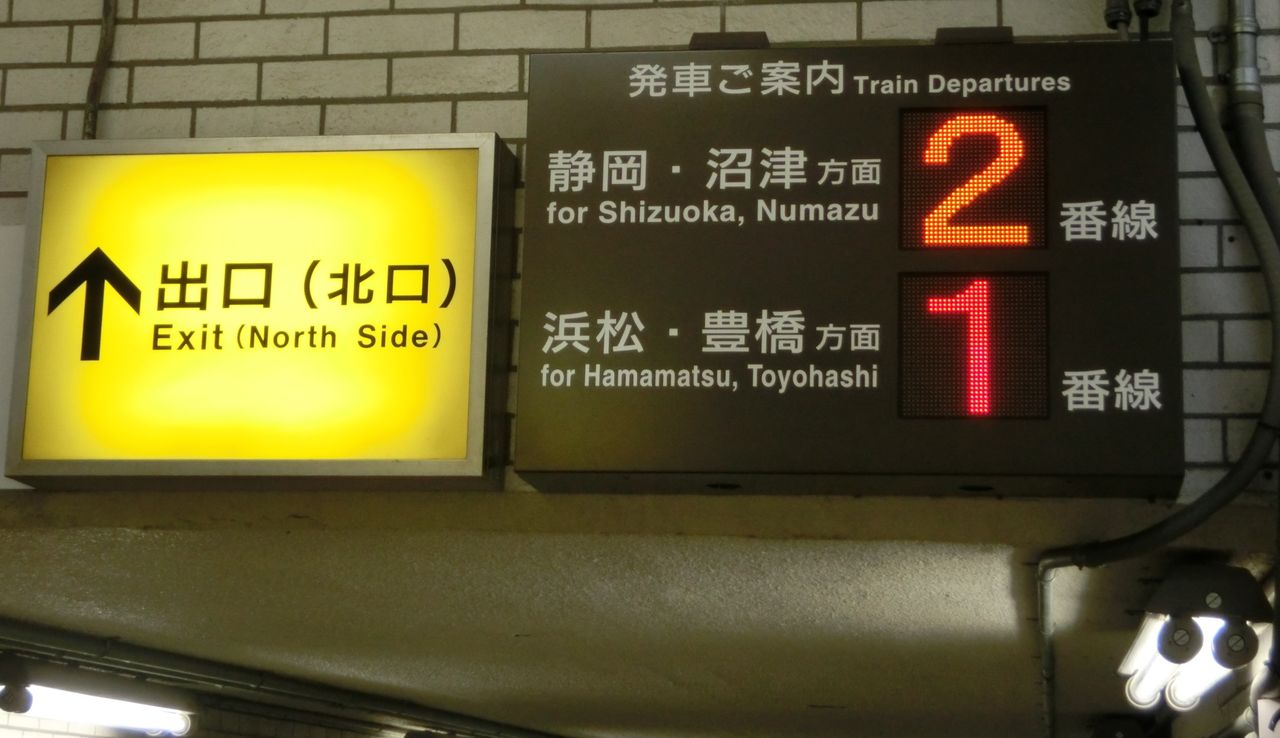 出口（北口）
Exit (North Side)
発車ご案内 Train Departures
静岡・沼津方面
for Shizuoka, Numazu
2 番線
浜松・豊橋方面
for Hamamatsu, Toyohashi
1 番線